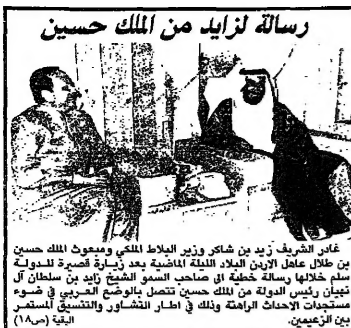 رسالة لزايد من الملك حسين
غادر الشريف زيد بن شاكر وزير البلاط الملكي ومبعوث الملك حسين
بن طلال عاهل الاردن البلاد الليلة الماضية بعد زيارة قصيرة للدولة
سلم خلالها رسالة خطية الى صاحب السمو الشيخ زايد بن سلطان آل
نهيان رئيس الدولة من الملك حسين تتصل بالوضع العربي في ضوء
مستجدات الاحداث الراهنة وذلك في اطار التشاور والتنسيق المستمر
بين الزعيمين
البقية (ص١٨)